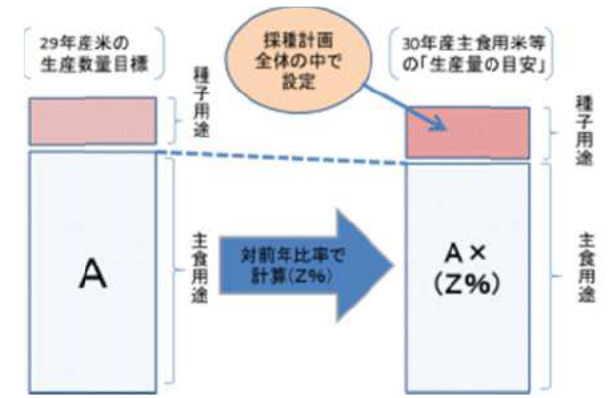 29年産米の
生産数量目標
採種計画
全体の中で
設定
30年産主食用米等
の「生産量の目安」
種子用途
種子用途
A
主食用途
対前年比率で
計算(Z%)
A×
(Z%)
主食用途